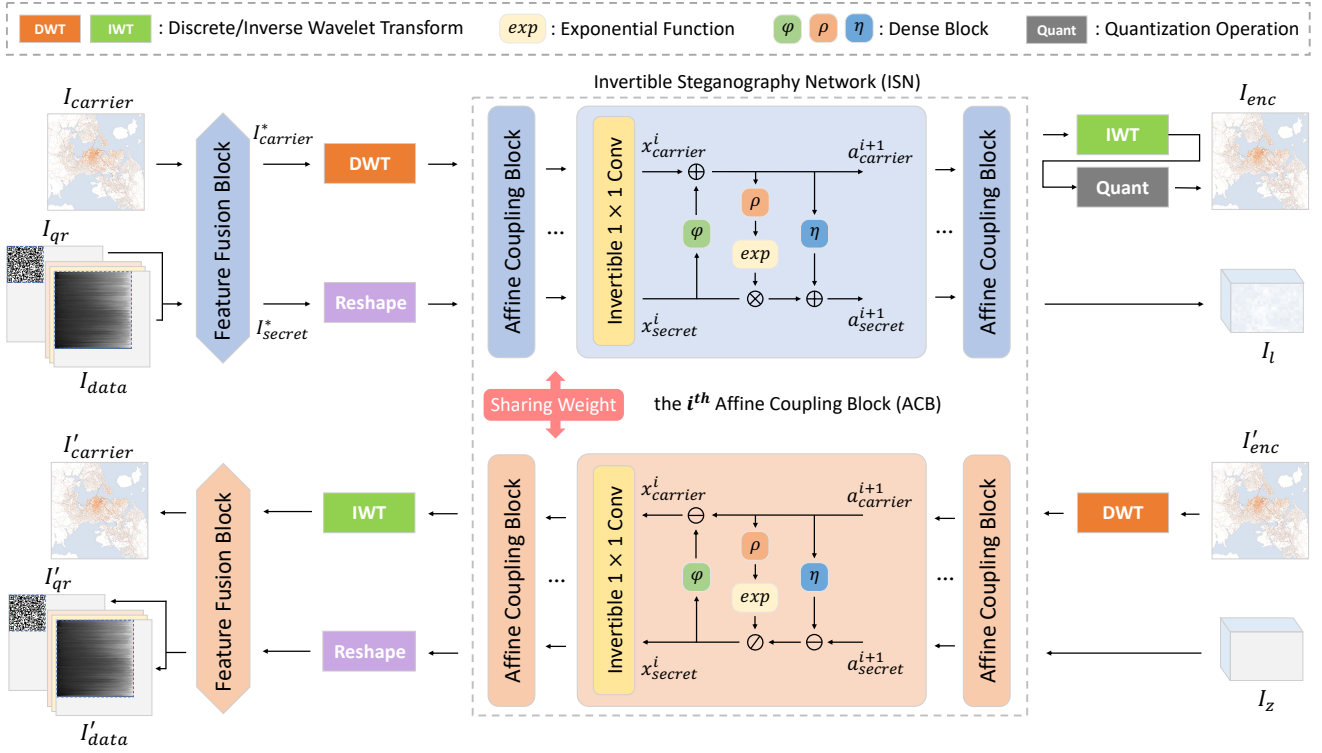 DWT IWT : Discrete/Inverse Wavelet Transform exp : Exponential Function φ ρ η : Dense Block Quant : Quantization Operation
Invertible Steganography Network (ISN)
I_carrier
I*_carrier
I_enc
Feature Fusion Block
DWT
Affine Coupling Block
...
Invertible 1 × 1 Conv
x^i_carrier
a^{i+1}_carrier
ρ
φ
exp
η
x^i_secret
a^{i+1}_secret
...
Affine Coupling Block
IWT
Quant
I_qr
I_data
I*_secret
Reshape
I_l
Sharing Weight
the i^th Affine Coupling Block (ACB)
I'_carrier
I'_enc
Feature Fusion Block
IWT
Affine Coupling Block
...
Invertible 1 × 1 Conv
x^i_carrier
a^{i+1}_carrier
ρ
φ
exp
η
x^i_secret
a^{i+1}_secret
...
Affine Coupling Block
DWT
I'_qr
I'_data
Reshape
I_z